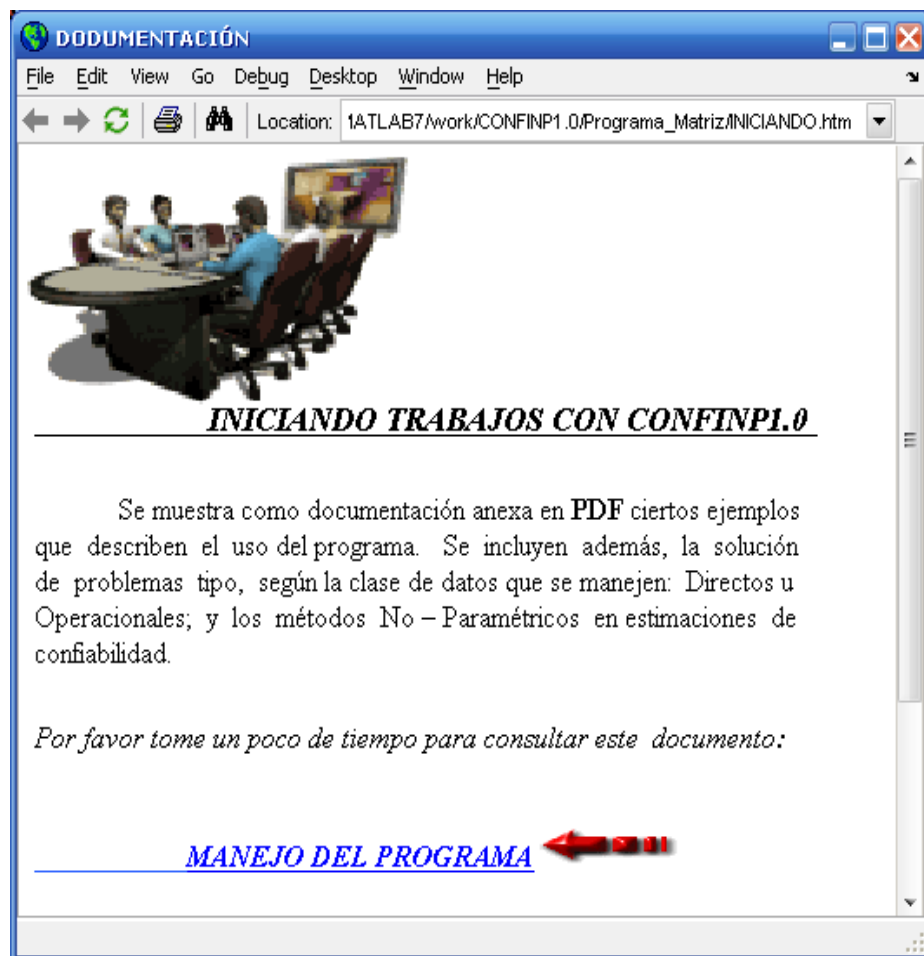 DODUMENTACIÓN
File Edit View Go Debug Desktop Window Help
Location: 1ATLAB7/work/CONFINP1.0/Programa_Matriz/INICIANDO.htm
INICIANDO TRABAJOS CON CONFINP1.0
Se muestra como documentación anexa en PDF ciertos ejemplos
que describen el uso del programa. Se incluyen además, la solución
de problemas tipo, según la clase de datos que se manejen: Directos u
Operacionales; y los métodos No – Paramétricos en estimaciones de
confiabilidad.
Por favor tome un poco de tiempo para consultar este documento:
MANEJO DEL PROGRAMA